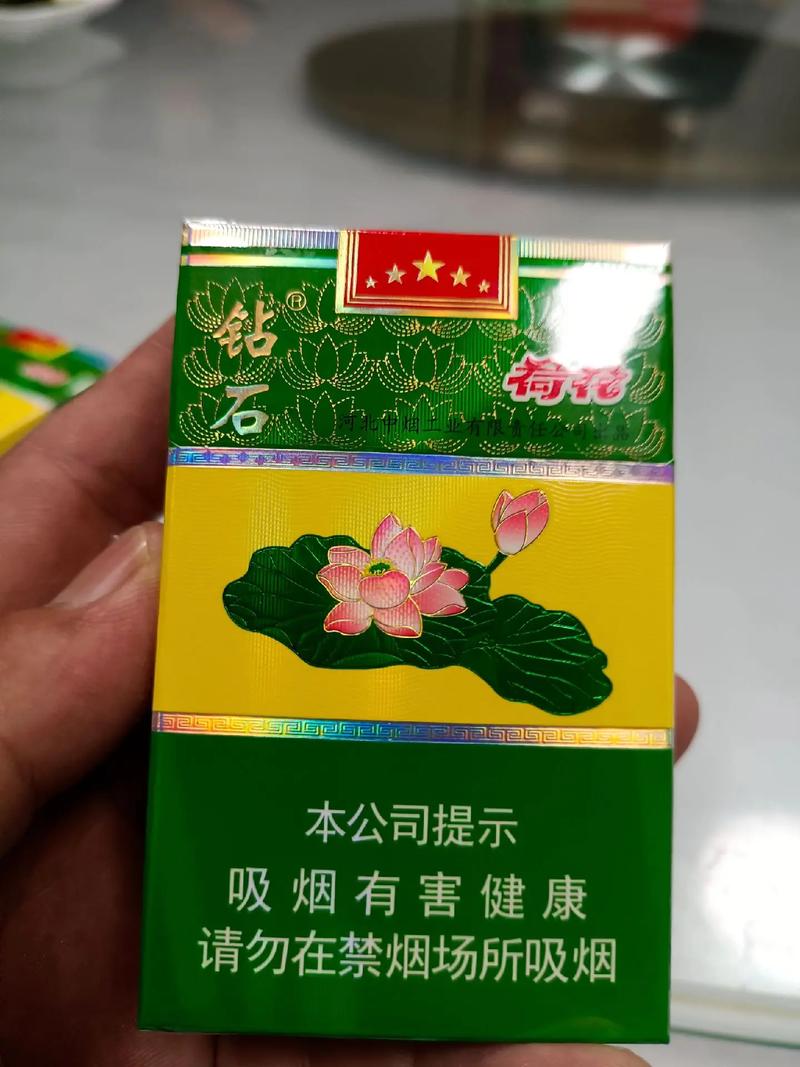 钻石®
荷花
河北中烟工业有限责任公司出品
本公司提示
吸烟有害健康
请勿在禁烟场所吸烟